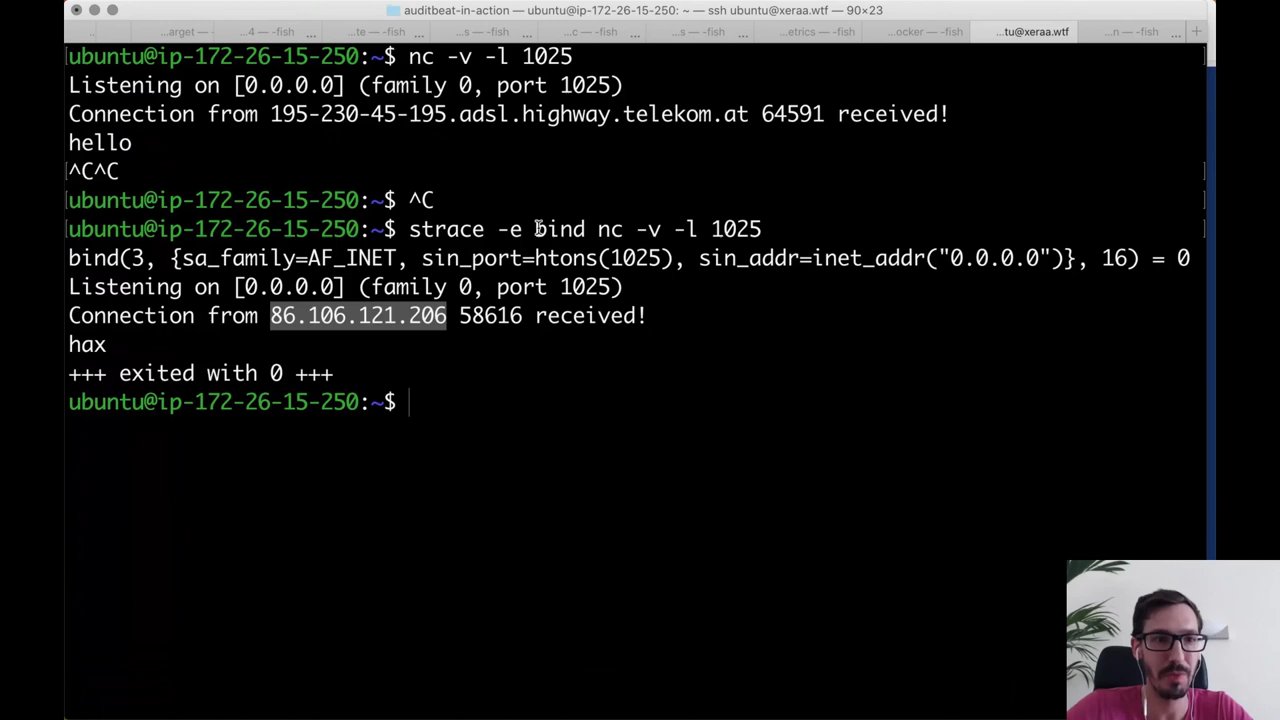 auditbeat-in-action — ubuntu@ip-172-26-15-250: ~ — ssh ubuntu@xeraa.wtf — 90×23
...arget — -fish ...4 — -fish ...te — -fish ...s — -fish ...c — -fish ...s — -fish ...etrics — -fish ...ocker — -fish ...tu@xeraa.wtf ...n — -fish
ubuntu@ip-172-26-15-250:~$ nc -v -l 1025
Listening on [0.0.0.0] (family 0, port 1025)
Connection from 195-230-45-195.adsl.highway.telekom.at 64591 received!
hello
^C^C
ubuntu@ip-172-26-15-250:~$ ^C
ubuntu@ip-172-26-15-250:~$ strace -e bind nc -v -l 1025
bind(3, {sa_family=AF_INET, sin_port=htons(1025), sin_addr=inet_addr("0.0.0.0")}, 16) = 0
Listening on [0.0.0.0] (family 0, port 1025)
Connection from 86.106.121.206 58616 received!
hax
+++ exited with 0 +++
ubuntu@ip-172-26-15-250:~$